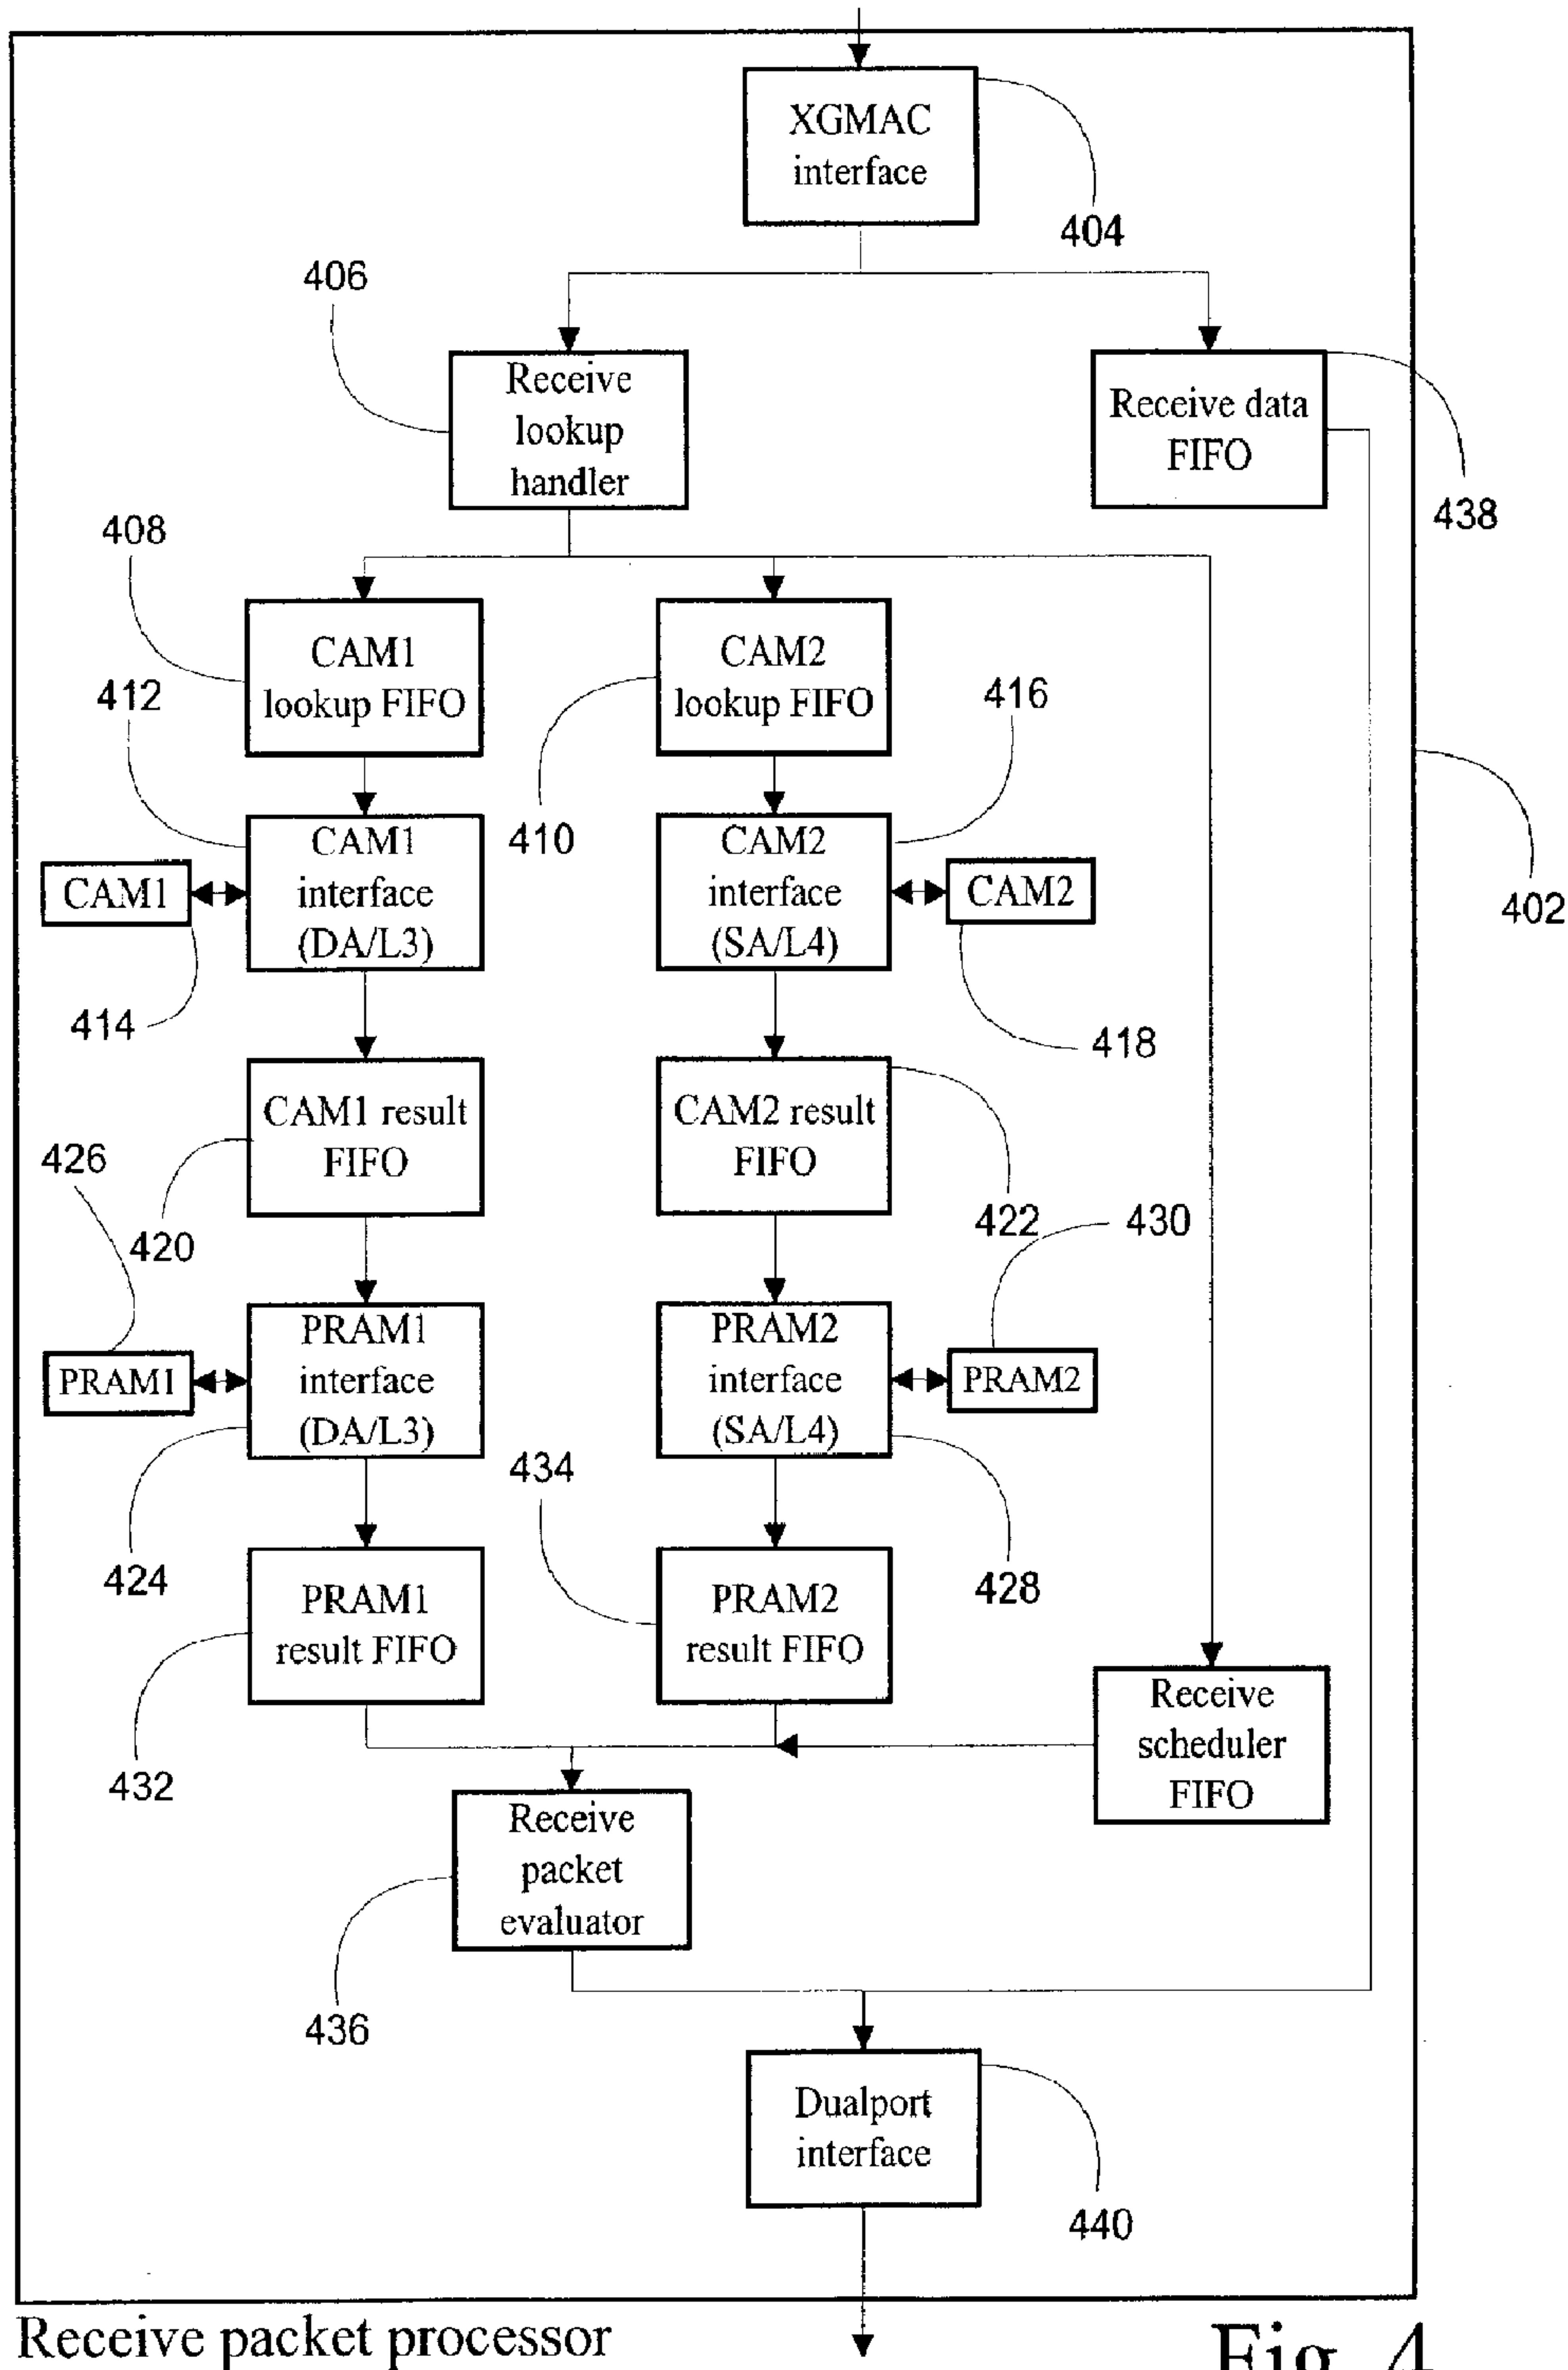 XGMAC
interface
404
406
Receive
lookup
handler
Receive data
FIFO
438
408
CAM1
lookup FIFO
CAM2
lookup FIFO
412
416
410
CAM1
interface
(DA/L3)
CAM2
interface
(SA/L4)
CAM1
CAM2
402
414
418
CAM1 result
FIFO
CAM2 result
FIFO
426
420
422
430
PRAM1
interface
(DA/L3)
PRAM2
interface
(SA/L4)
PRAM1
PRAM2
434
424
428
PRAM1
result FIFO
PRAM2
result FIFO
Receive
scheduler
FIFO
432
Receive
packet
evaluator
436
Dualport
interface
440
Receive packet processor
Fig. 4